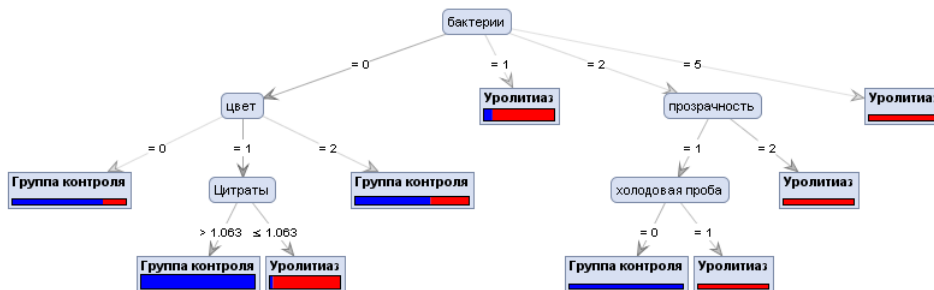 бактерии
= 0
= 1
= 2
= 5
цвет
Уролитиаз
прозрачность
Уролитиаз
= 0
= 1
= 2
= 1
= 2
Группа контроля
Цитраты
Группа контроля
холодовая проба
Уролитиаз
> 1.063
≤ 1.063
= 0
= 1
Группа контроля
Уролитиаз
Группа контроля
Уролитиаз